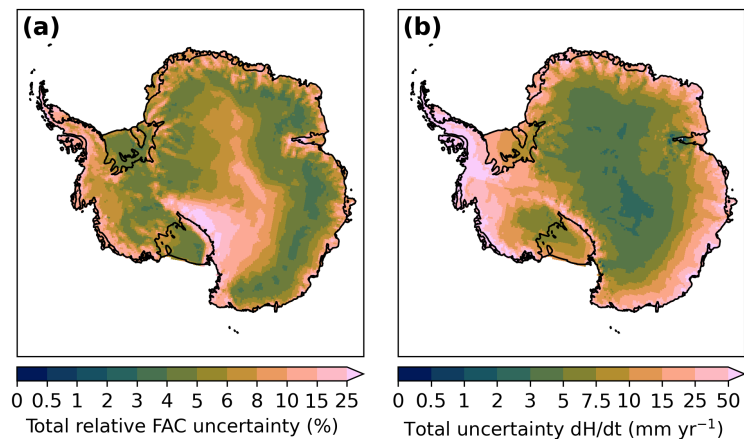 (a)
(b)
0 0.5 1 2 3 4 5 6 8 10 15 25
Total relative FAC uncertainty (%)
0 0.5 1 2 3 5 7.5 10 15 25 50
Total uncertainty dH/dt (mm yr⁻¹)